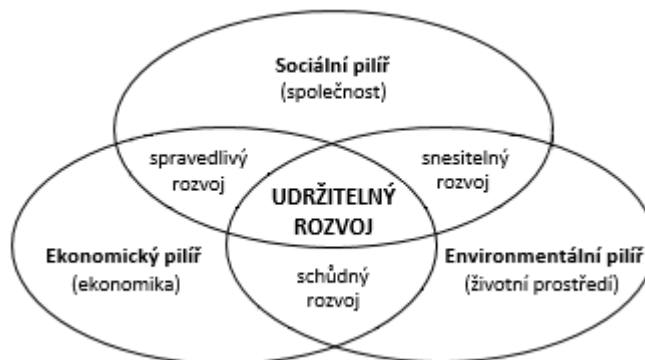 Sociální pilíř
(společnost)
spravedlivý
rozvoj
snesitelný
rozvoj
UDRŽITELNÝ
ROZVOJ
Ekonomický pilíř
(ekonomika)
Environmentální pilíř
(životní prostředí)
schůdný
rozvoj